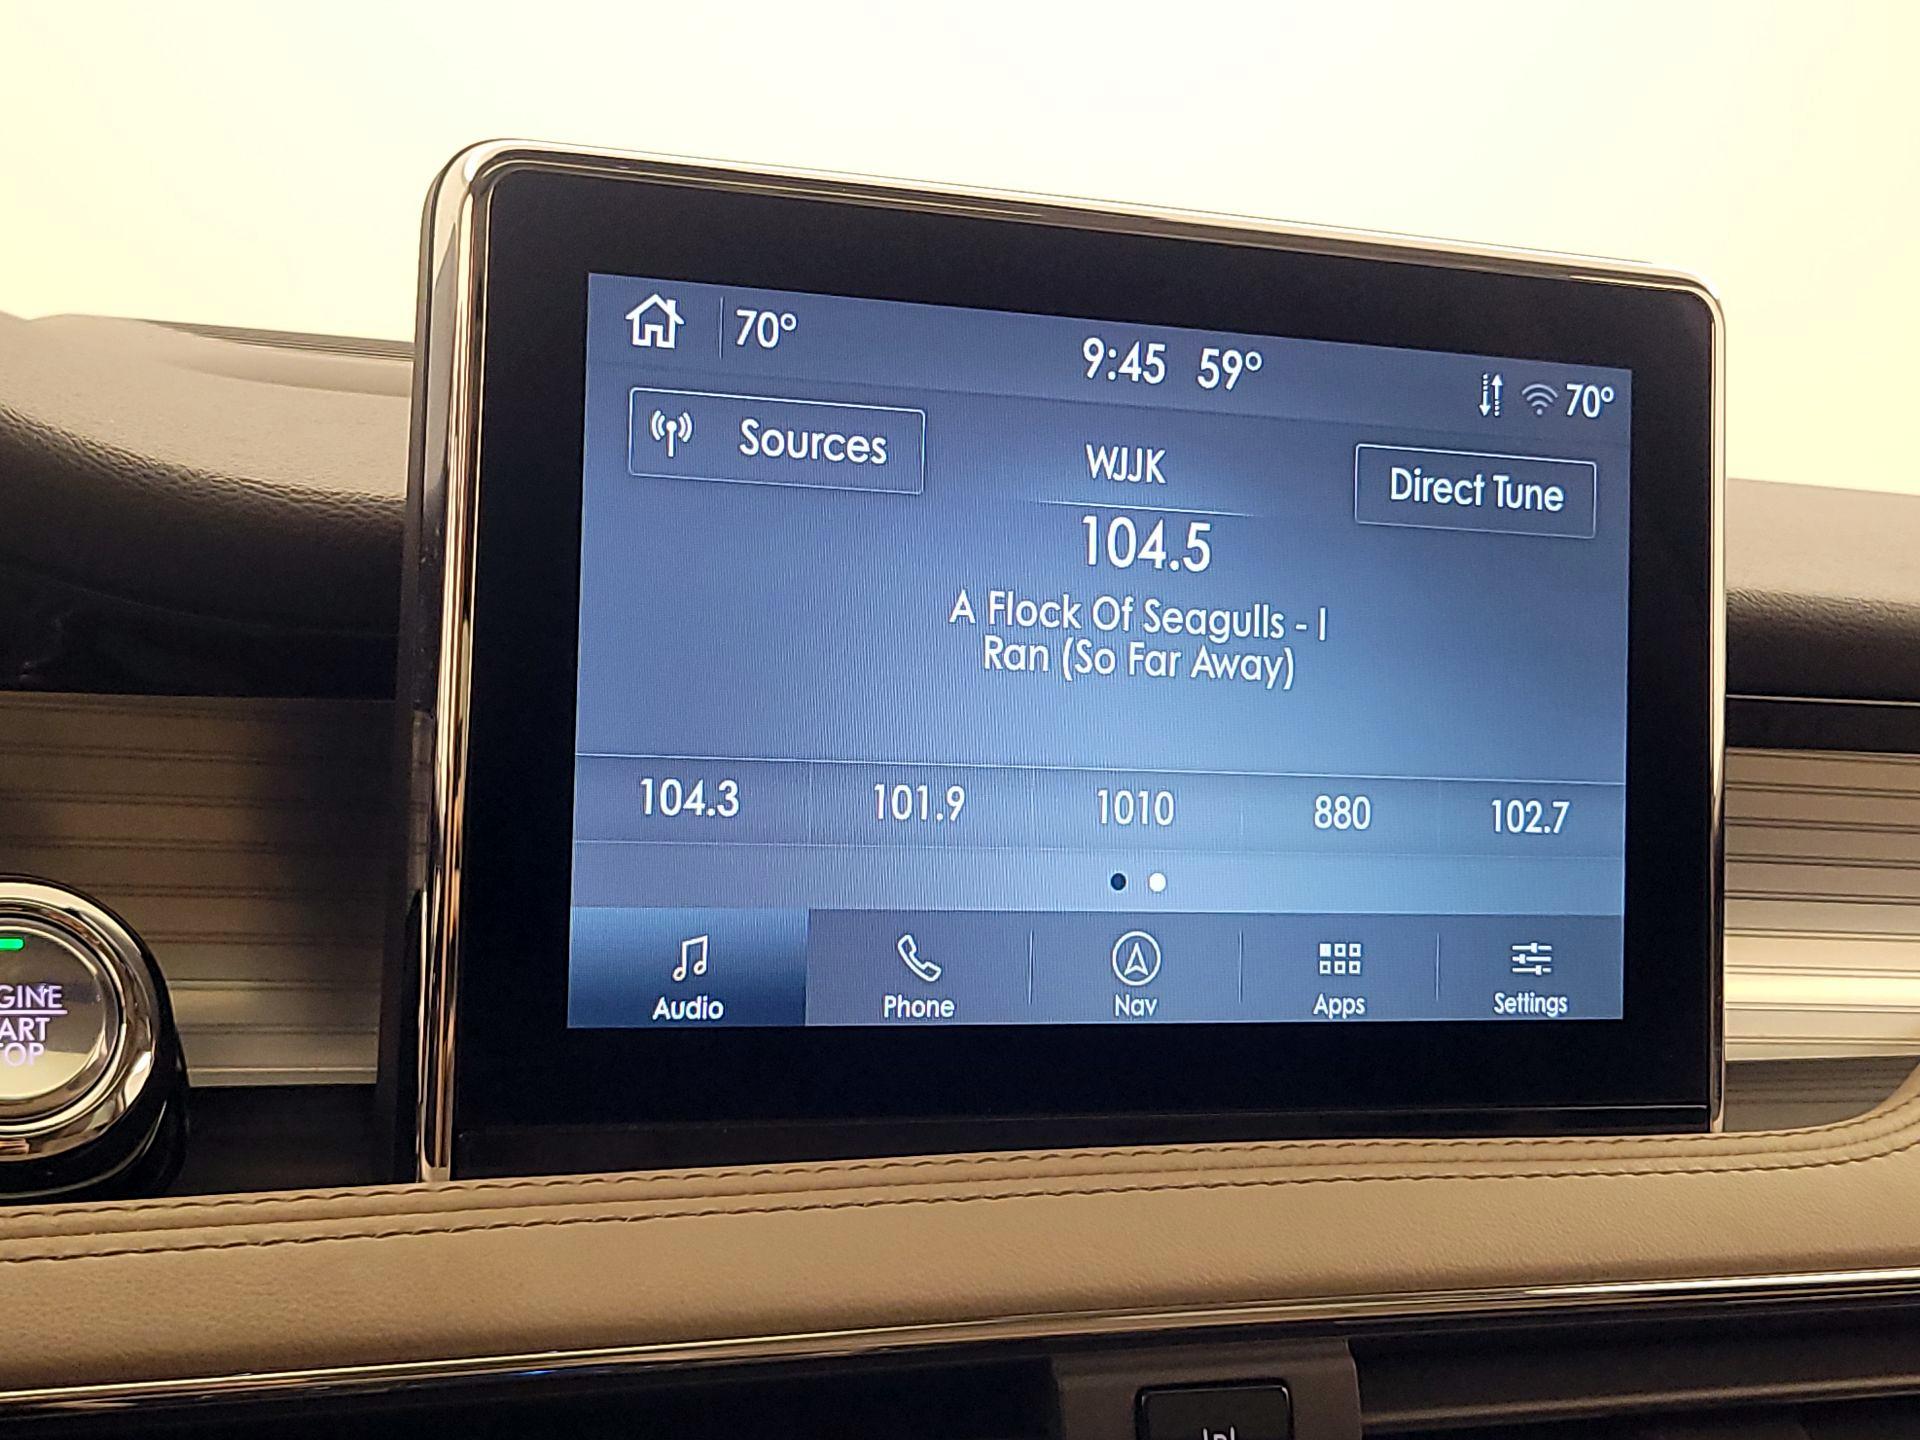 70°
9:45 59°
70°
Sources
WJJK
Direct Tune
104.5
A Flock Of Seagulls - I
Ran (So Far Away)
104.3 101.9 1010 880 102.7
Audio Phone Nav Apps Settings
GINE
ART
TOP